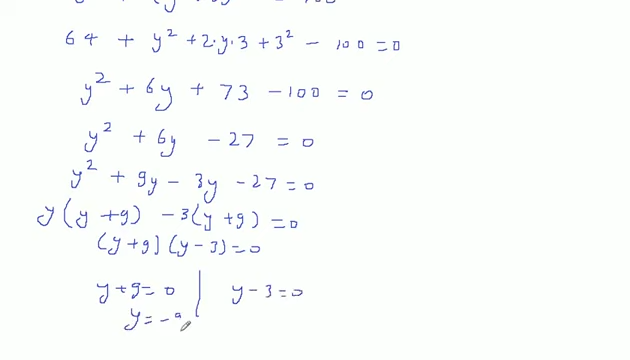 64 + y² + 2·y·3 + 3² - 100 = 0
y² + 6y + 73 - 100 = 0
y² + 6y - 27 = 0
y² + 9y - 3y - 27 = 0
y(y + 9) - 3(y + 9) = 0
(y + 9)(y - 3) = 0
y + 9 = 0 | y - 3 = 0
y = -9